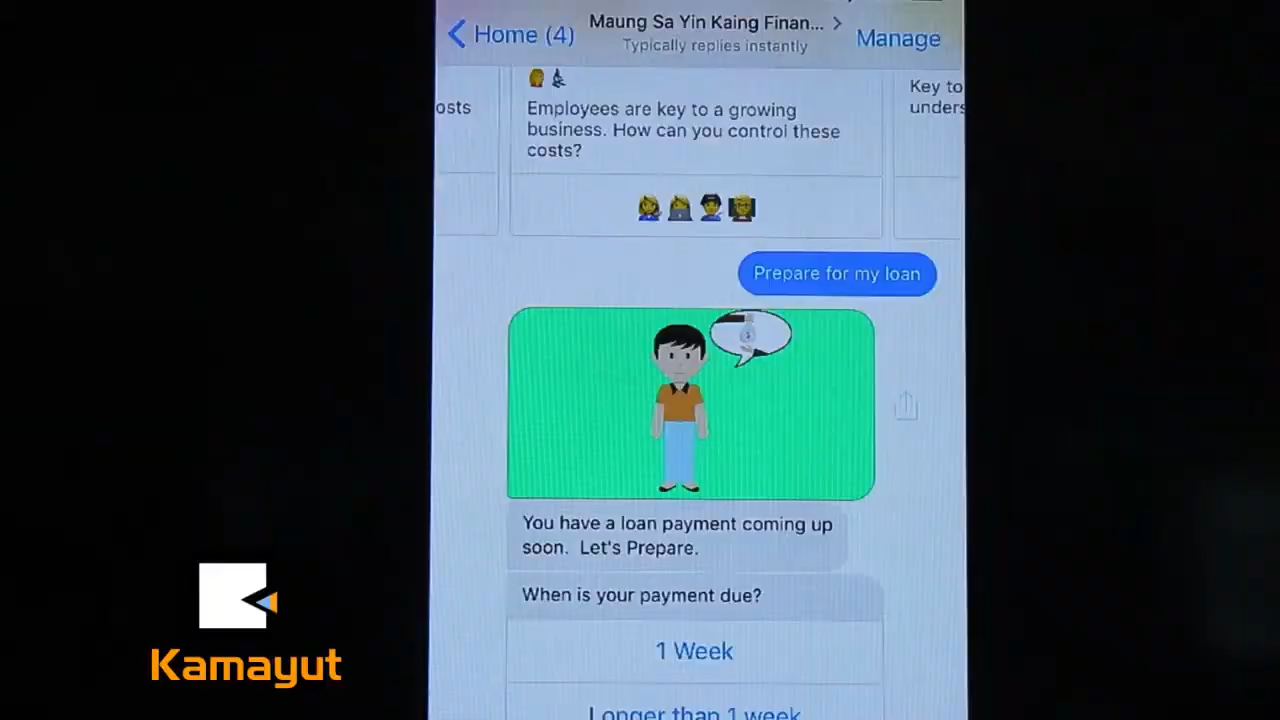 Home (4)
Maung Sa Yin Kaing Finan...
Typically replies instantly
Manage
osts
Employees are key to a growing
business. How can you control these
costs?
Key to
unders
Prepare for my loan
$
You have a loan payment coming up
soon. Let's Prepare.
When is your payment due?
1 Week
Longer than 1 week
Kamayut